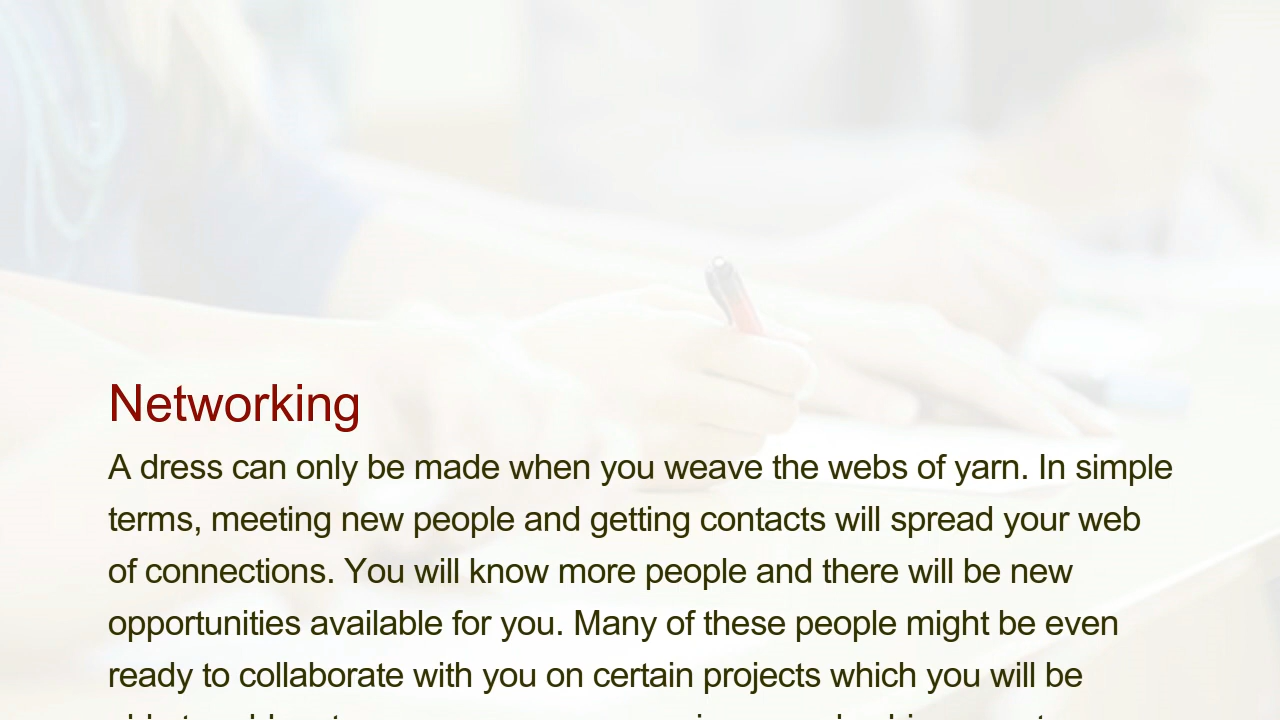 Networking
A dress can only be made when you weave the webs of yarn. In simple
terms, meeting new people and getting contacts will spread your web
of connections. You will know more people and there will be new
opportunities available for you. Many of these people might be even
ready to collaborate with you on certain projects which you will be